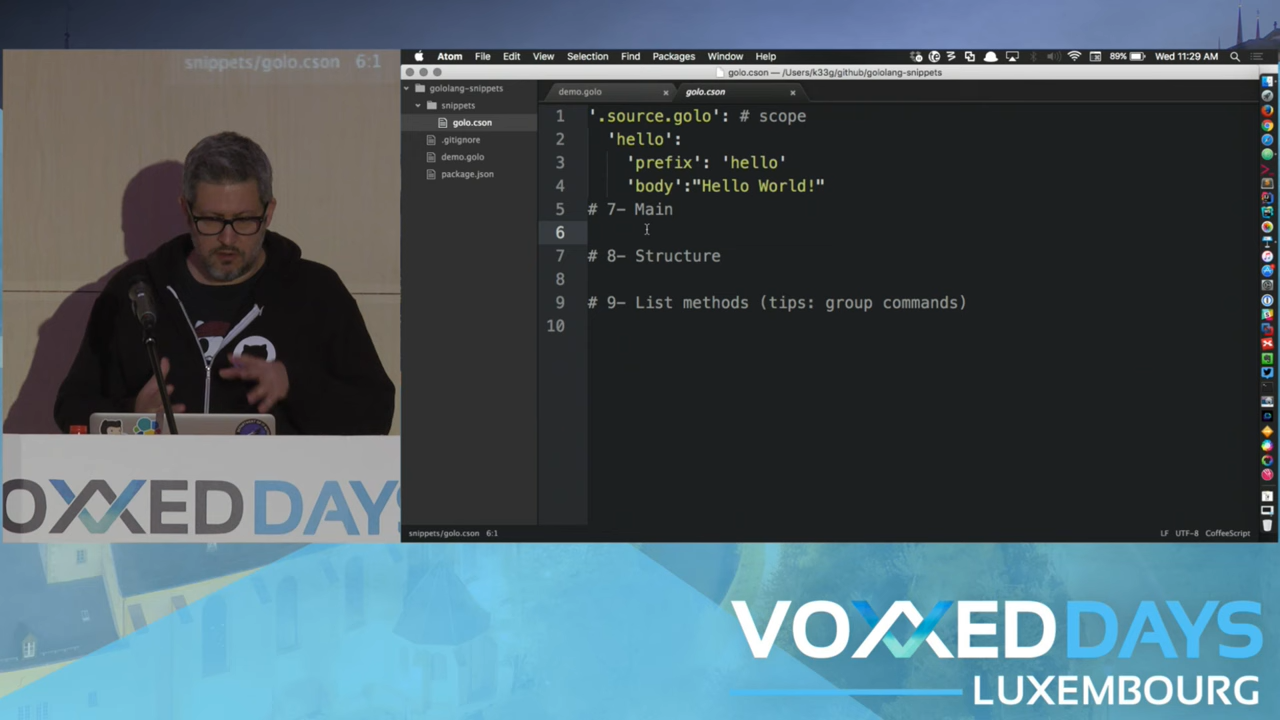 snippets/golo.cson 6:1
OXXED DAYS
Atom File Edit View Selection Find Packages Window Help
89% Wed 11:29 AM
golo.cson — /Users/k33g/github/gololang-snippets
gololang-snippets
snippets
golo.cson
.gitignore
demo.golo
package.json
demo.golo golo.cson
1 '.source.golo': # scope
2 'hello':
3 'prefix': 'hello'
4 'body':"Hello World!"
5 # 7- Main
6
7 # 8- Structure
8
9 # 9- List methods (tips: group commands)
10
snippets/golo.cson 6:1
LF UTF-8 CoffeeScript
VOXXED DAYS
LUXEMBOURG